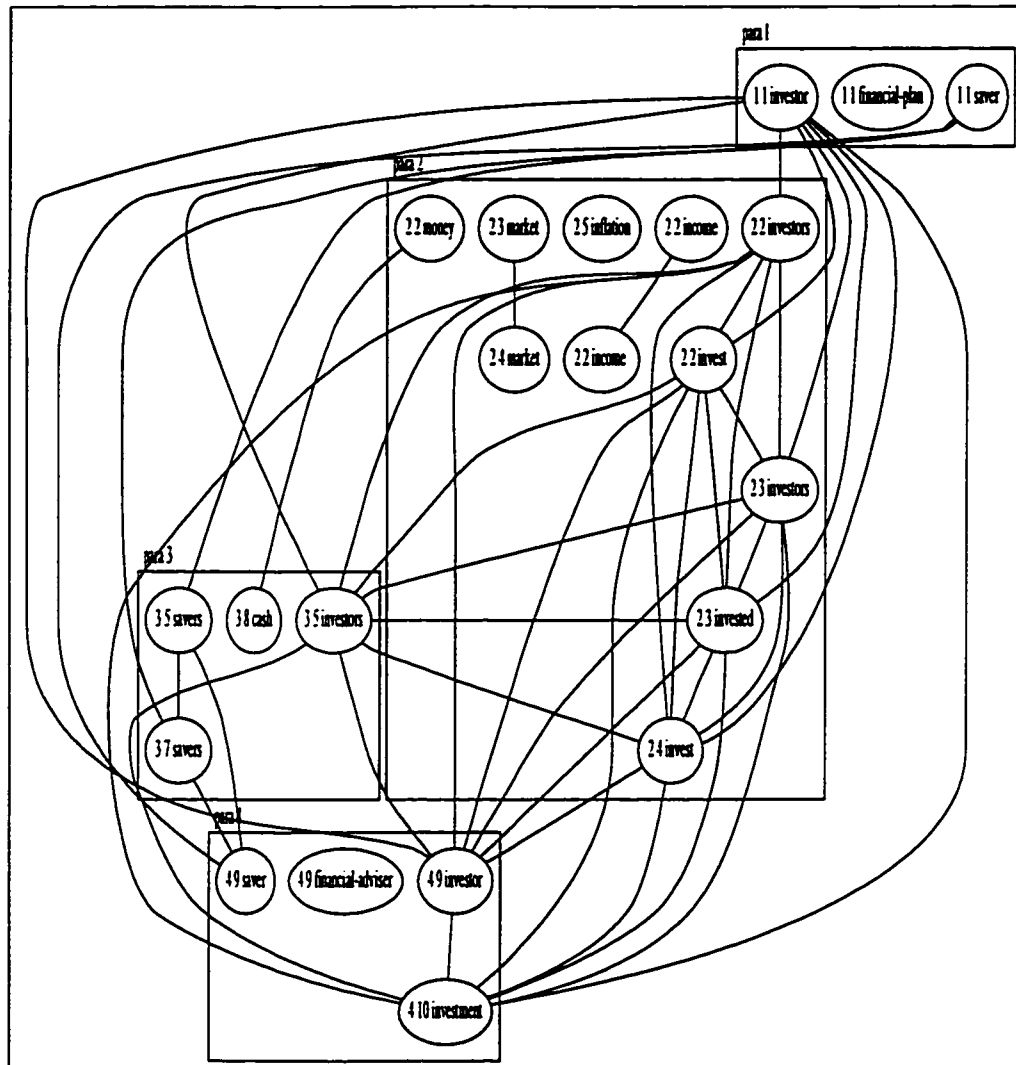 para 1
1 1 investor
1 1 financial-plan
1 1 saver
para 2
2 2 money
2 3 market
2 5 inflation
2 2 income
2 2 investors
2 4 market
2 2 income
2 2 invest
2 3 investors
para 3
3 5 savers
3 8 cash
3 5 investors
2 3 invested
3 7 savers
2 4 invest
para 4
4 9 saver
4 9 financial-adviser
4 9 investor
4 10 investment